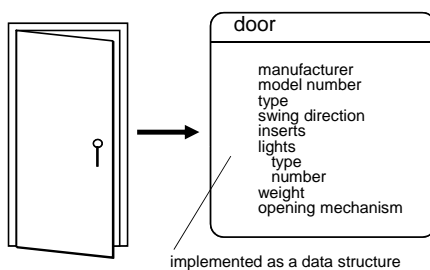 door
manufacturer
model number
type
swing direction
inserts
lights
type
number
weight
opening mechanism
implemented as a data structure